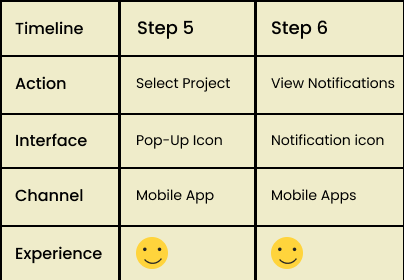 Timeline Step 5 Step 6
Action Select Project View Notifications
Interface Pop-Up Icon Notification icon
Channel Mobile App Mobile Apps
Experience